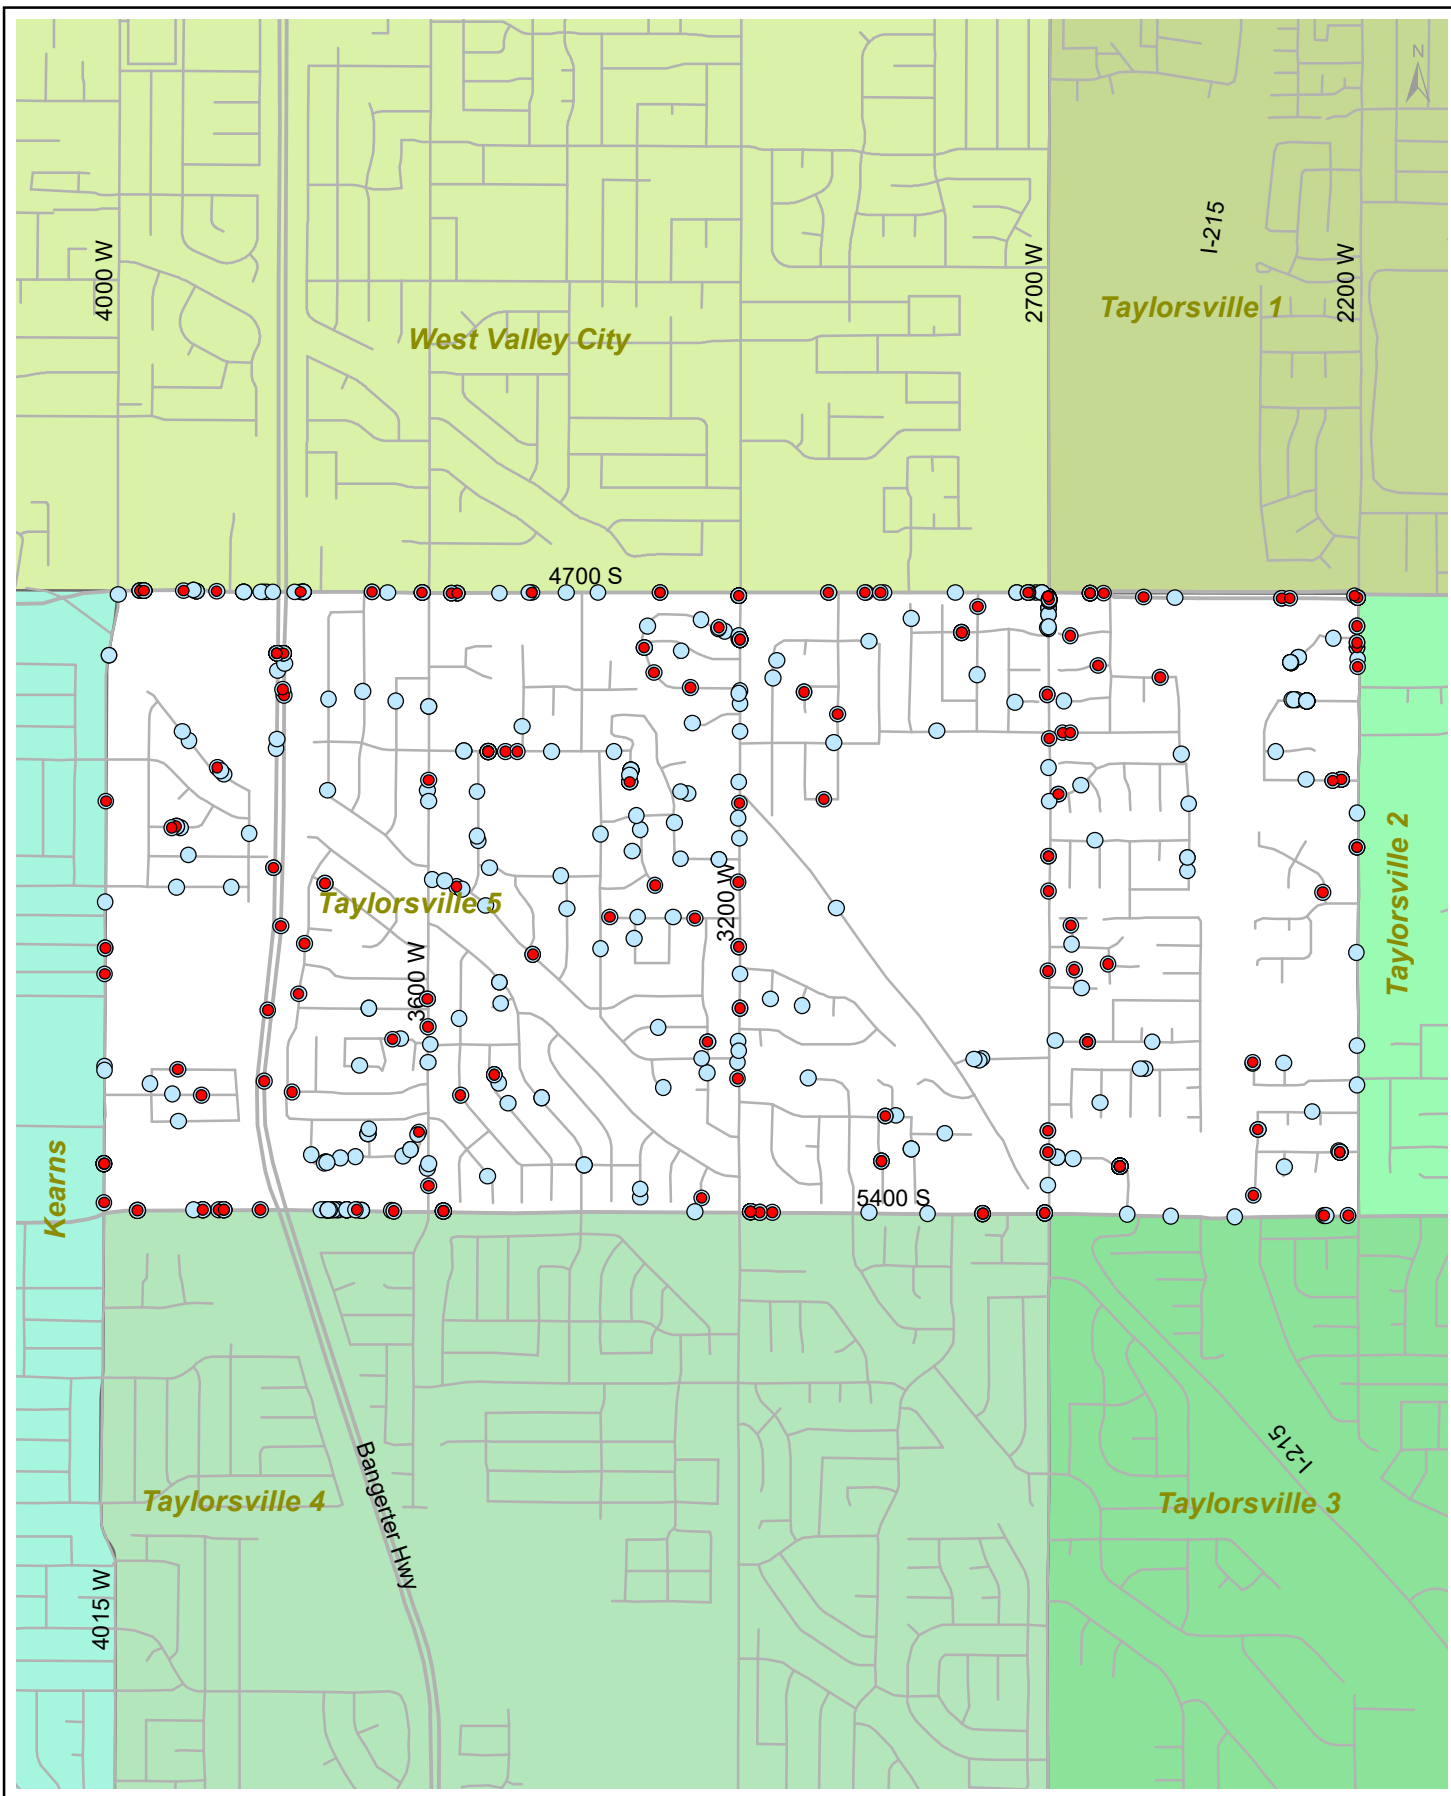 N
I-215
4000 W
2700 W
2200 W
Taylorsville 1
West Valley City
4700 S
Taylorsville 2
3200 W
Taylorsville 5
3600 W
Kearns
5400 S
I-215
Bangerter Hwy
Taylorsville 4
Taylorsville 3
4015 W